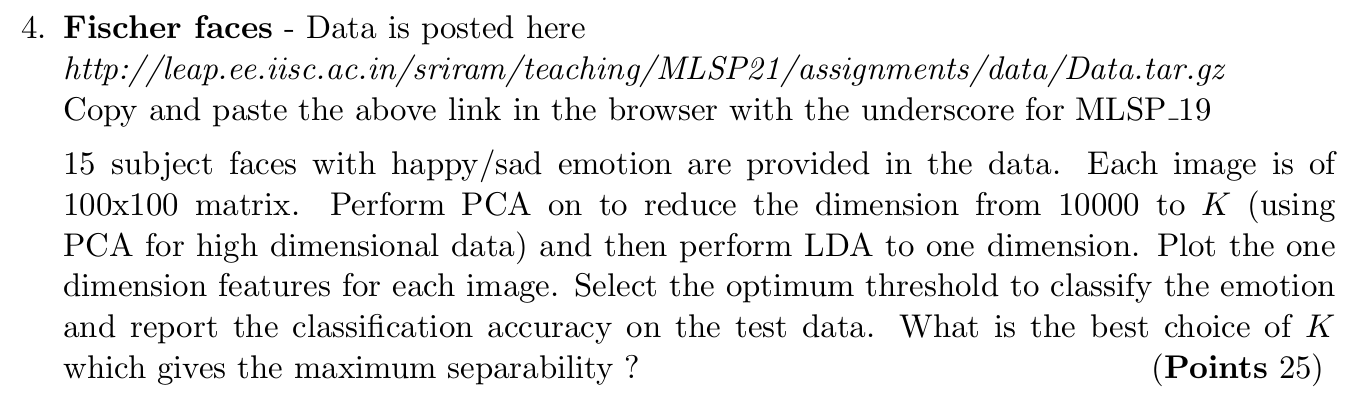 4. Fischer faces - Data is posted here
http://leap.ee.iisc.ac.in/sriram/teaching/MLSP21/assignments/data/Data.tar.gz
Copy and paste the above link in the browser with the underscore for MLSP_19
15 subject faces with happy/sad emotion are provided in the data. Each image is of
100x100 matrix. Perform PCA on to reduce the dimension from 10000 to K (using
PCA for high dimensional data) and then perform LDA to one dimension. Plot the one
dimension features for each image. Select the optimum threshold to classify the emotion
and report the classification accuracy on the test data. What is the best choice of K
which gives the maximum separability ? (Points 25)